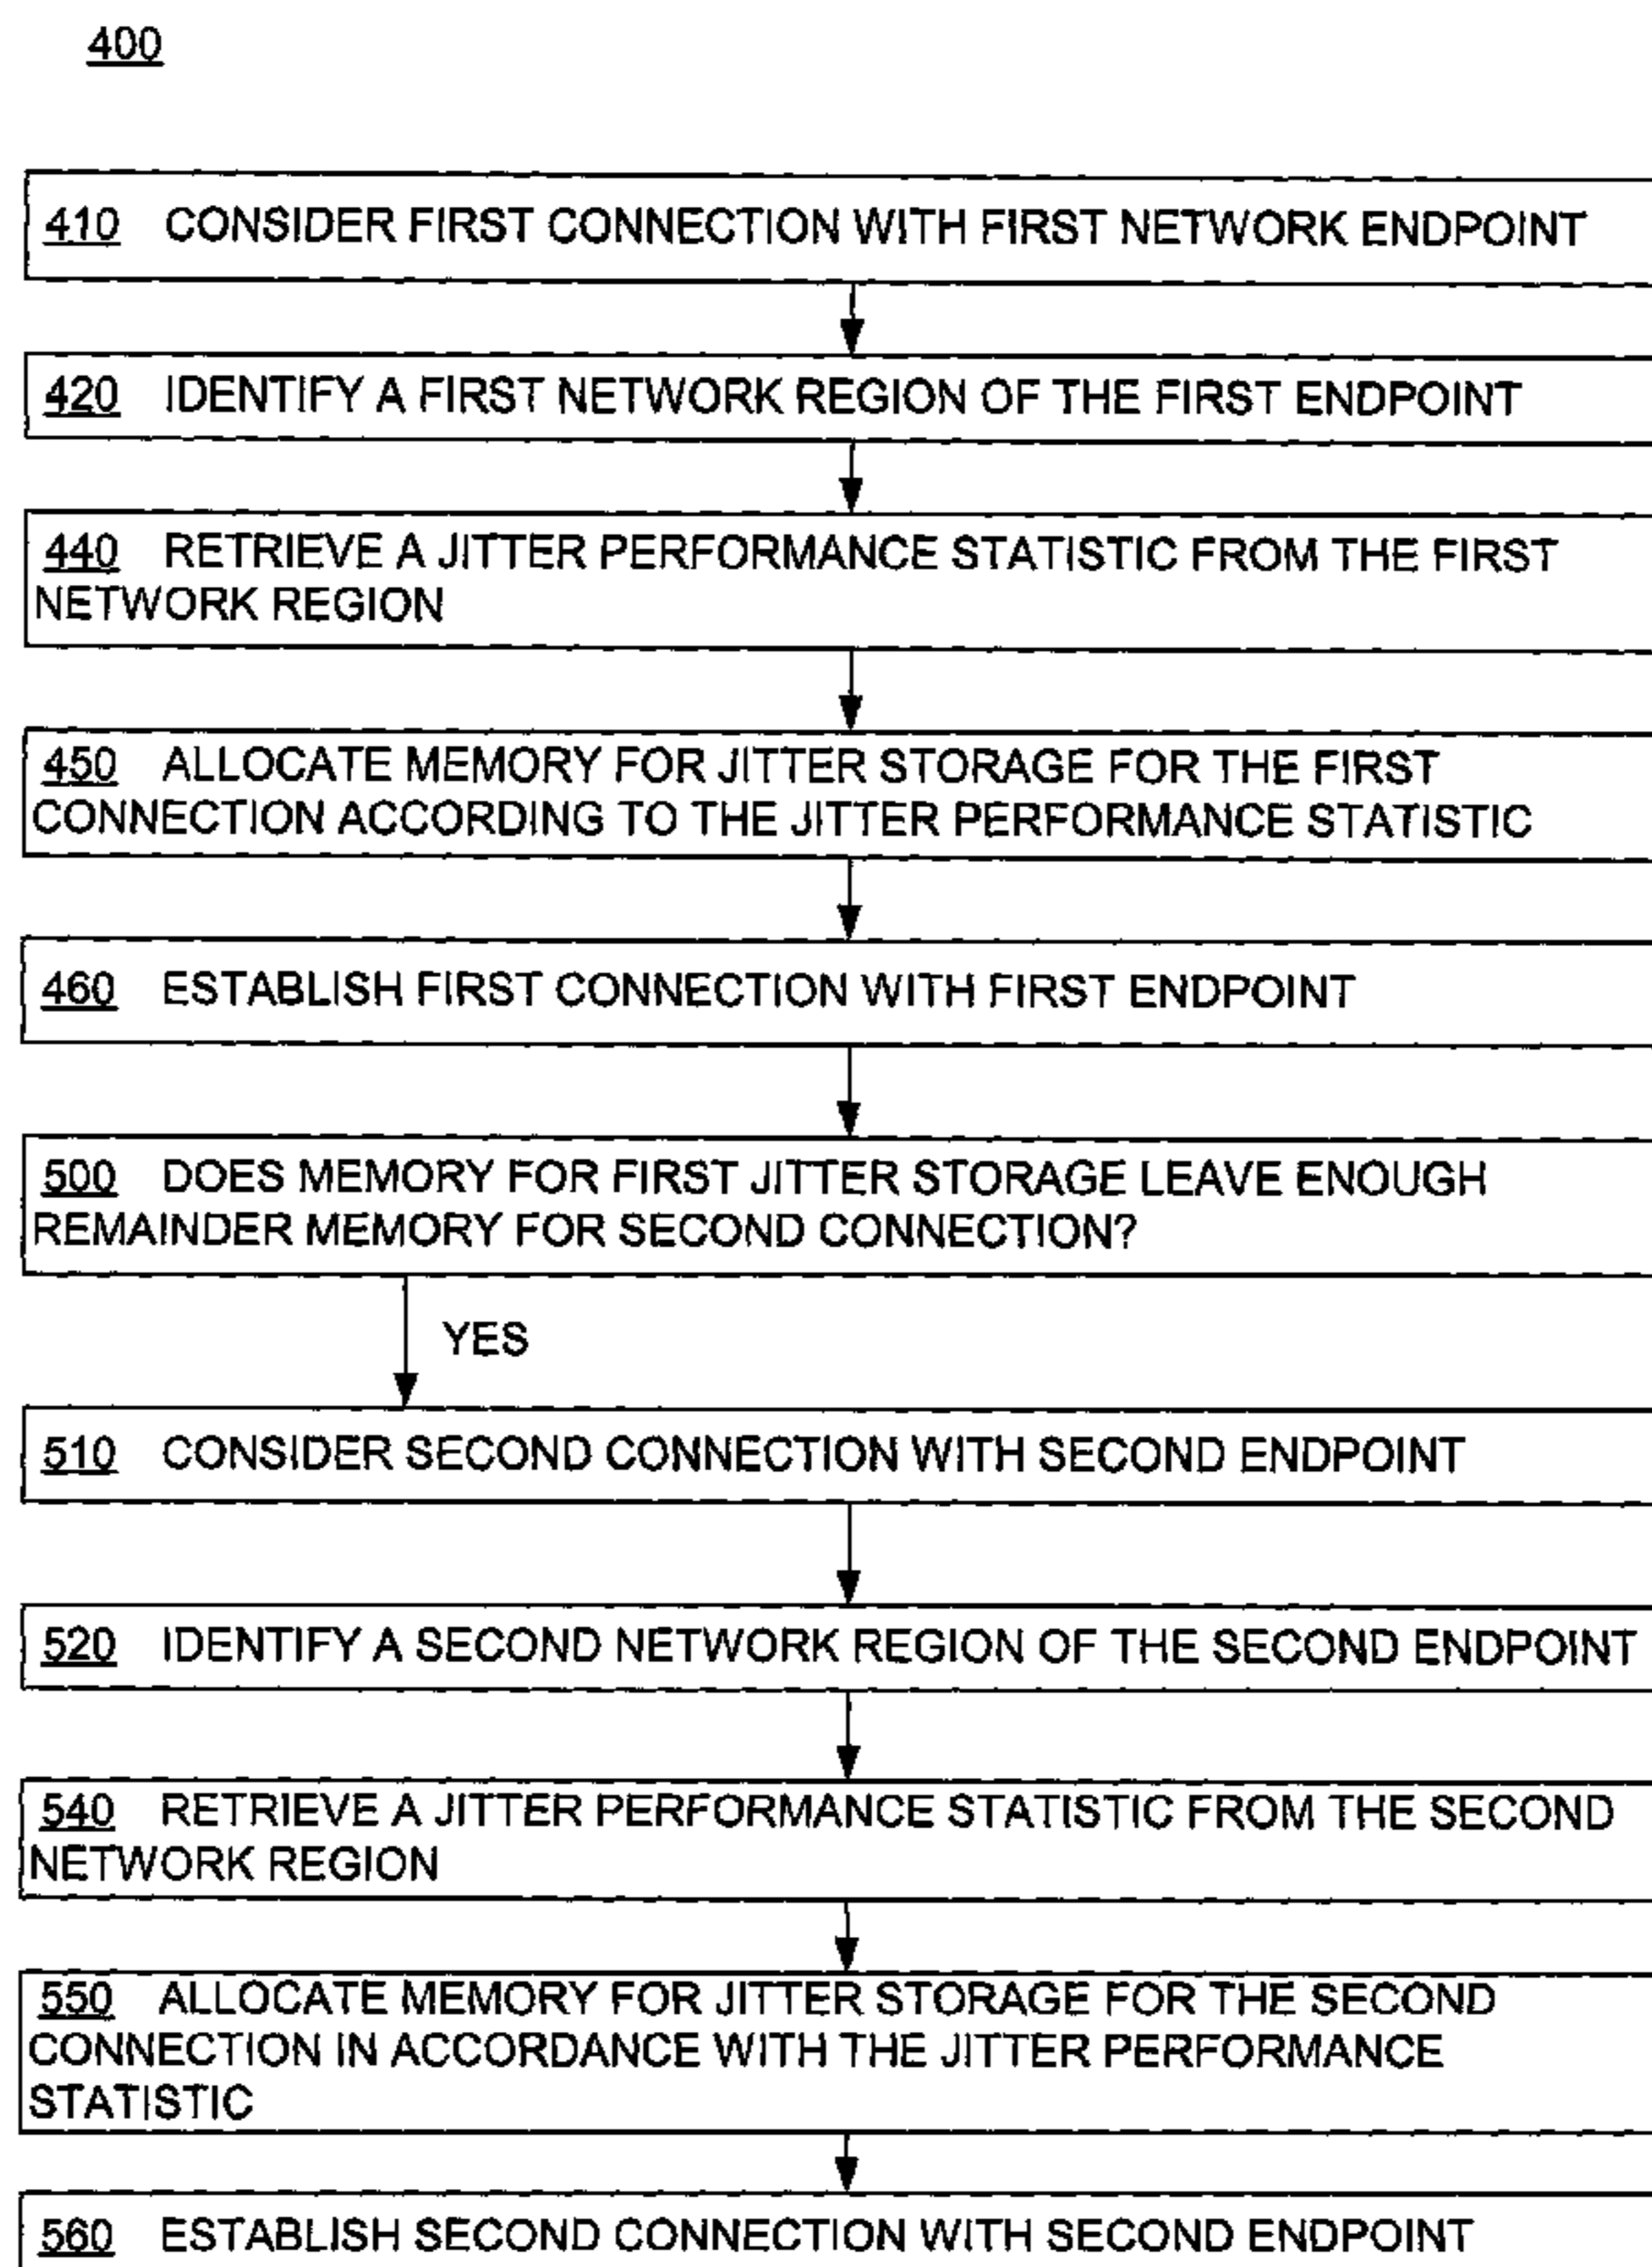 400
410 CONSIDER FIRST CONNECTION WITH FIRST NETWORK ENDPOINT
420 IDENTIFY A FIRST NETWORK REGION OF THE FIRST ENDPOINT
440 RETRIEVE A JITTER PERFORMANCE STATISTIC FROM THE FIRST
NETWORK REGION
450 ALLOCATE MEMORY FOR JITTER STORAGE FOR THE FIRST
CONNECTION ACCORDING TO THE JITTER PERFORMANCE STATISTIC
460 ESTABLISH FIRST CONNECTION WITH FIRST ENDPOINT
500 DOES MEMORY FOR FIRST JITTER STORAGE LEAVE ENOUGH
REMAINDER MEMORY FOR SECOND CONNECTION?
YES
510 CONSIDER SECOND CONNECTION WITH SECOND ENDPOINT
520 IDENTIFY A SECOND NETWORK REGION OF THE SECOND ENDPOINT
540 RETRIEVE A JITTER PERFORMANCE STATISTIC FROM THE SECOND
NETWORK REGION
550 ALLOCATE MEMORY FOR JITTER STORAGE FOR THE SECOND
CONNECTION IN ACCORDANCE WITH THE JITTER PERFORMANCE
STATISTIC
560 ESTABLISH SECOND CONNECTION WITH SECOND ENDPOINT